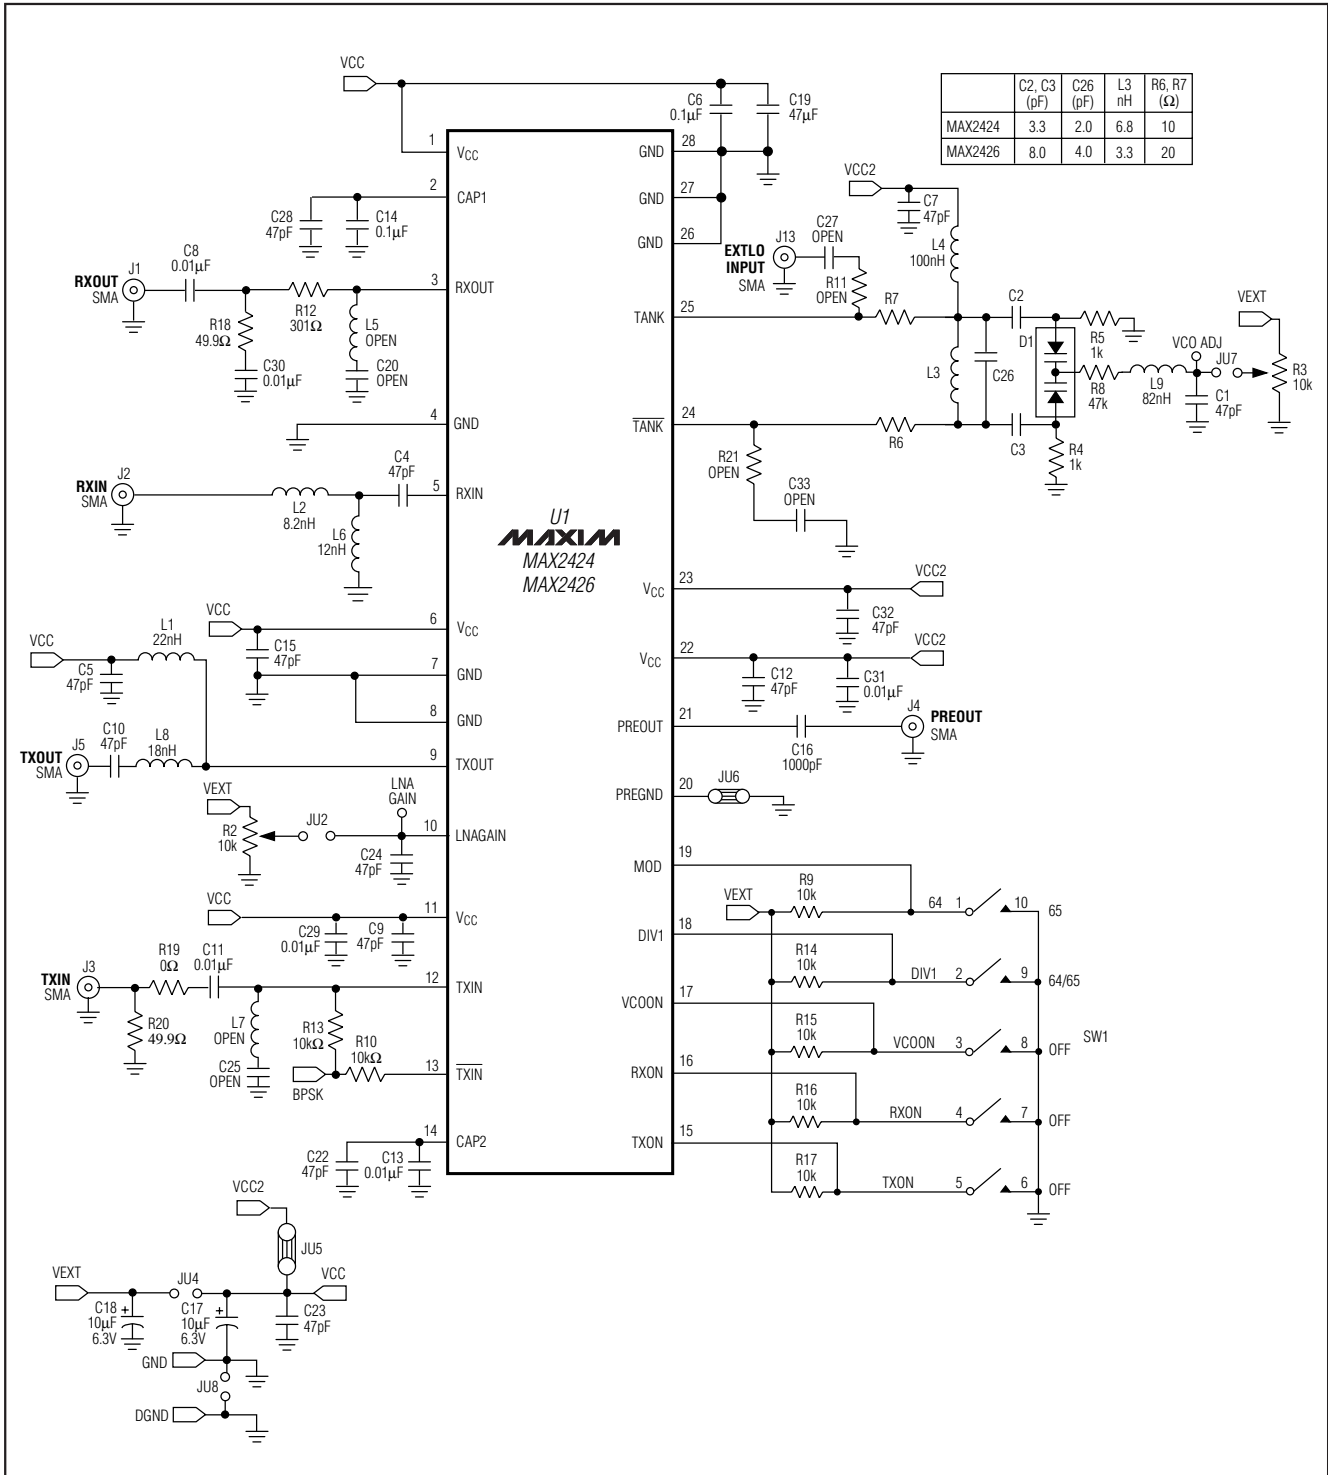 VCC
C6
0.1µF
C19
47µF
C2, C3
(pF)
C26
(pF)
L3
nH
R6, R7
(Ω)
MAX2424 3.3 2.0 6.8 10
MAX2426 8.0 4.0 3.3 20
1
VCC
28
GND
2
CAP1
27
GND
26
GND
C28
47pF
C14
0.1µF
VCC2
C7
47pF
L4
100nH
C27
OPEN
J13
EXTLO
INPUT
SMA
R11
OPEN
C8
0.01µF
J1
RXOUT
SMA
3
RXOUT
R12
301Ω
R18
49.9Ω
L5
OPEN
C30
0.01µF
C20
OPEN
25
TANK
R7
C2
D1
R5
1k
VEXT
VCO ADJ
JU7
R3
10k
L3
C26
R8
47k
L9
82nH
C1
47pF
4
GND
24
TANK
R6
C3
R4
1k
R21
OPEN
C33
OPEN
J2
RXIN
SMA
C4
47pF
5
RXIN
L2
8.2nH
L6
12nH
U1
MAXIM
MAX2424
MAX2426
23
VCC
VCC2
C32
47pF
VCC
6
VCC
C15
47pF
L1
22nH
VCC
C5
47pF
7
GND
8
GND
22
VCC
VCC2
C12
47pF
C31
0.01µF
21
PREOUT
J4
PREOUT
SMA
C16
1000pF
C10
47pF
J5
TXOUT
SMA
L8
18nH
9
TXOUT
20
PREGND
JU6
VEXT
R2
10k
JU2
LNA
GAIN
10
LNAGAIN
C24
47pF
19
MOD
VEXT
R9
10k
64 1 10 65
VCC
11
VCC
C29
0.01µF
C9
47pF
18
DIV1
R14
10k
DIV1 2 9 64/65
J3
TXIN
SMA
R19
0Ω
C11
0.01µF
12
TXIN
R20
49.9Ω
L7
OPEN
R13
10kΩ
C25
OPEN
R10
10kΩ
BPSK
13
TXIN
17
VCOON
R15
10k
VCOON 3 8 OFF
SW1
16
RXON
R16
10k
RXON 4 7 OFF
14
CAP2
C22
47pF
C13
0.01µF
15
TXON
R17
10k
TXON 5 6 OFF
VCC2
JU5
VEXT
JU4
VCC
C18 +
10µF
6.3V
C17 +
10µF
6.3V
C23
47pF
GND
JU8
DGND